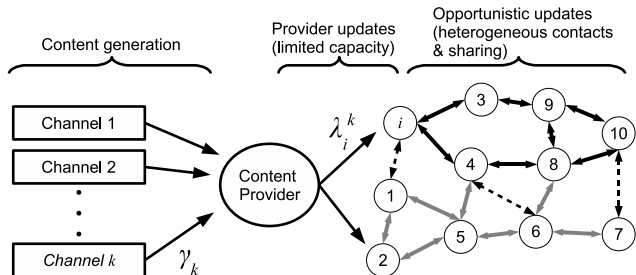 Content generation
Provider updates
(limited capacity)
Opportunistic updates
(heterogeneous contacts
& sharing)
Channel 1
Channel 2
Channel k
γk
Content
Provider
λik
i
3
9
10
1
4
8
2
5
6
7